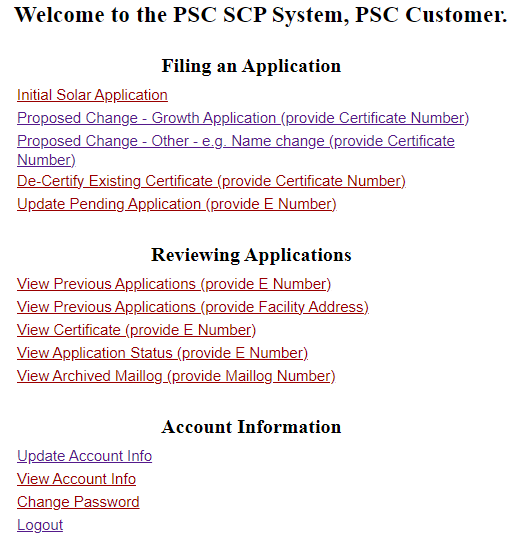 Welcome to the PSC SCP System, PSC Customer.
Filing an Application
Initial Solar Application
Proposed Change - Growth Application (provide Certificate Number)
Proposed Change - Other - e.g. Name change (provide Certificate
Number)
De-Certify Existing Certificate (provide Certificate Number)
Update Pending Application (provide E Number)
Reviewing Applications
View Previous Applications (provide E Number)
View Previous Applications (provide Facility Address)
View Certificate (provide E Number)
View Application Status (provide E Number)
View Archived Maillog (provide Maillog Number)
Account Information
Update Account Info
View Account Info
Change Password
Logout